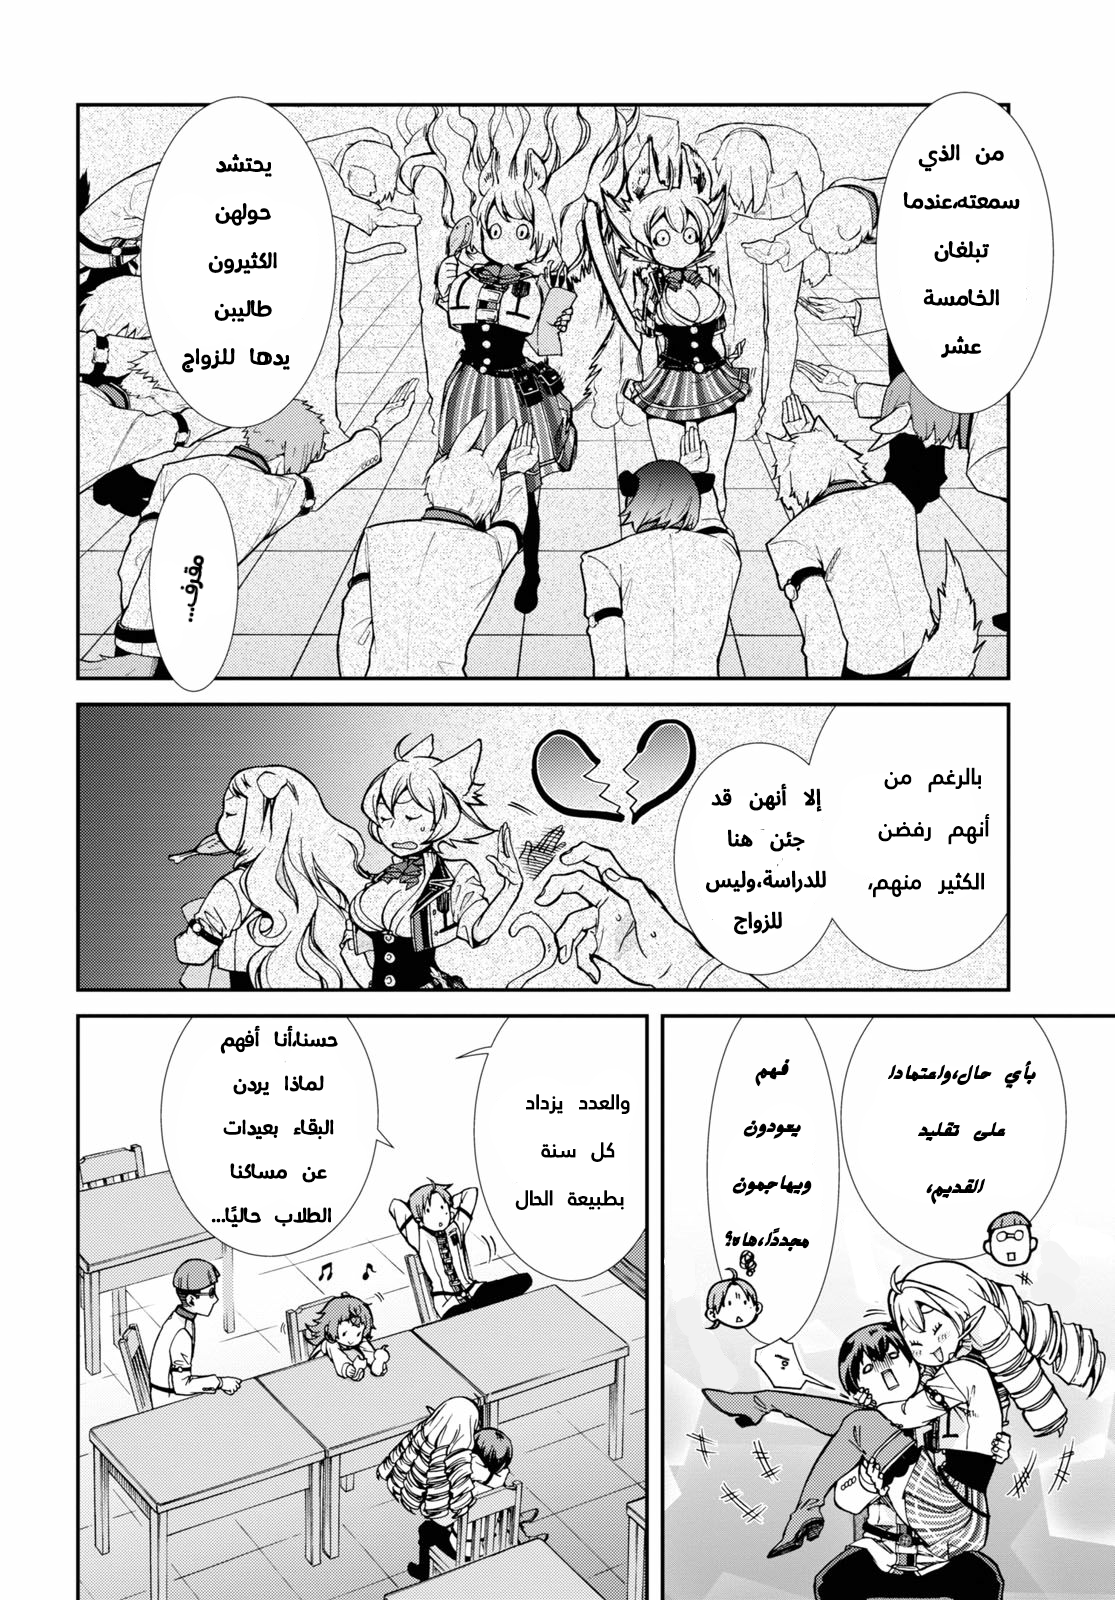 من الذي
سمعته،عندما
تبلغان
الخامسة
عشر
يحتشد
حولهن
الكثيرون
طاليبن
يدها للزواج
مقرف...
بالرغم من
أنهم رفضن
الكثير منهم،
إلا أنهن قد
جئن هنا
للدراسة،وليس
للزواج
بأي حال،واعتمادا
على تقليد
القديم،
فهم
يعودون
ويهاجمون
مجددًا،هاه؟
؟
والعدد يزداد
كل سنة
بطبيعة الحال
حسنا،أنا أفهم
لماذا يردن
البقاء بعيدات
عن مساكنا
الطلاب حاليًا...